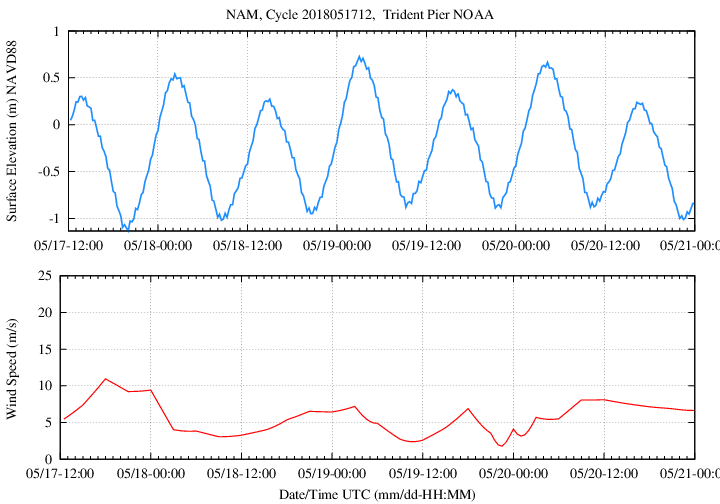 NAM, Cycle 2018051712,  Trident Pier NOAA
Surface Elevation (m) NAVD88
1
0.5
0
-0.5
-1
05/17-12:00 05/18-00:00 05/18-12:00 05/19-00:00 05/19-12:00 05/20-00:00 05/20-12:00 05/21-0
Wind Speed (m/s)
25
20
15
10
5
0
05/17-12:00 05/18-00:00 05/18-12:00 05/19-00:00 05/19-12:00 05/20-00:00 05/20-12:00 05/21-0
Date/Time UTC (mm/dd-HH:MM)